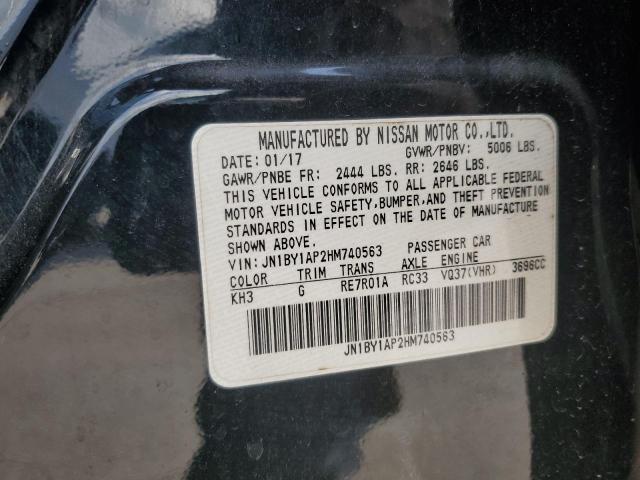 MANUFACTURED BY NISSAN MOTOR CO.,LTD.
DATE: 01/17 GVWR/PNBV: 5006 LBS.
GAWR/PNBE FR: 2444 LBS. RR: 2646 LBS.
THIS VEHICLE CONFORMS TO ALL APPLICABLE FEDERAL
MOTOR VEHICLE SAFETY, BUMPER, AND THEFT PREVENTION
STANDARDS IN EFFECT ON THE DATE OF MANUFACTURE
SHOWN ABOVE.
VIN: JN1BY1AP2HM740563 PASSENGER CAR
COLOR TRIM TRANS AXLE ENGINE
KH3 G RE7R01A RC33 VQ37(VHR) 3696CC
JN1BY1AP2HM740563